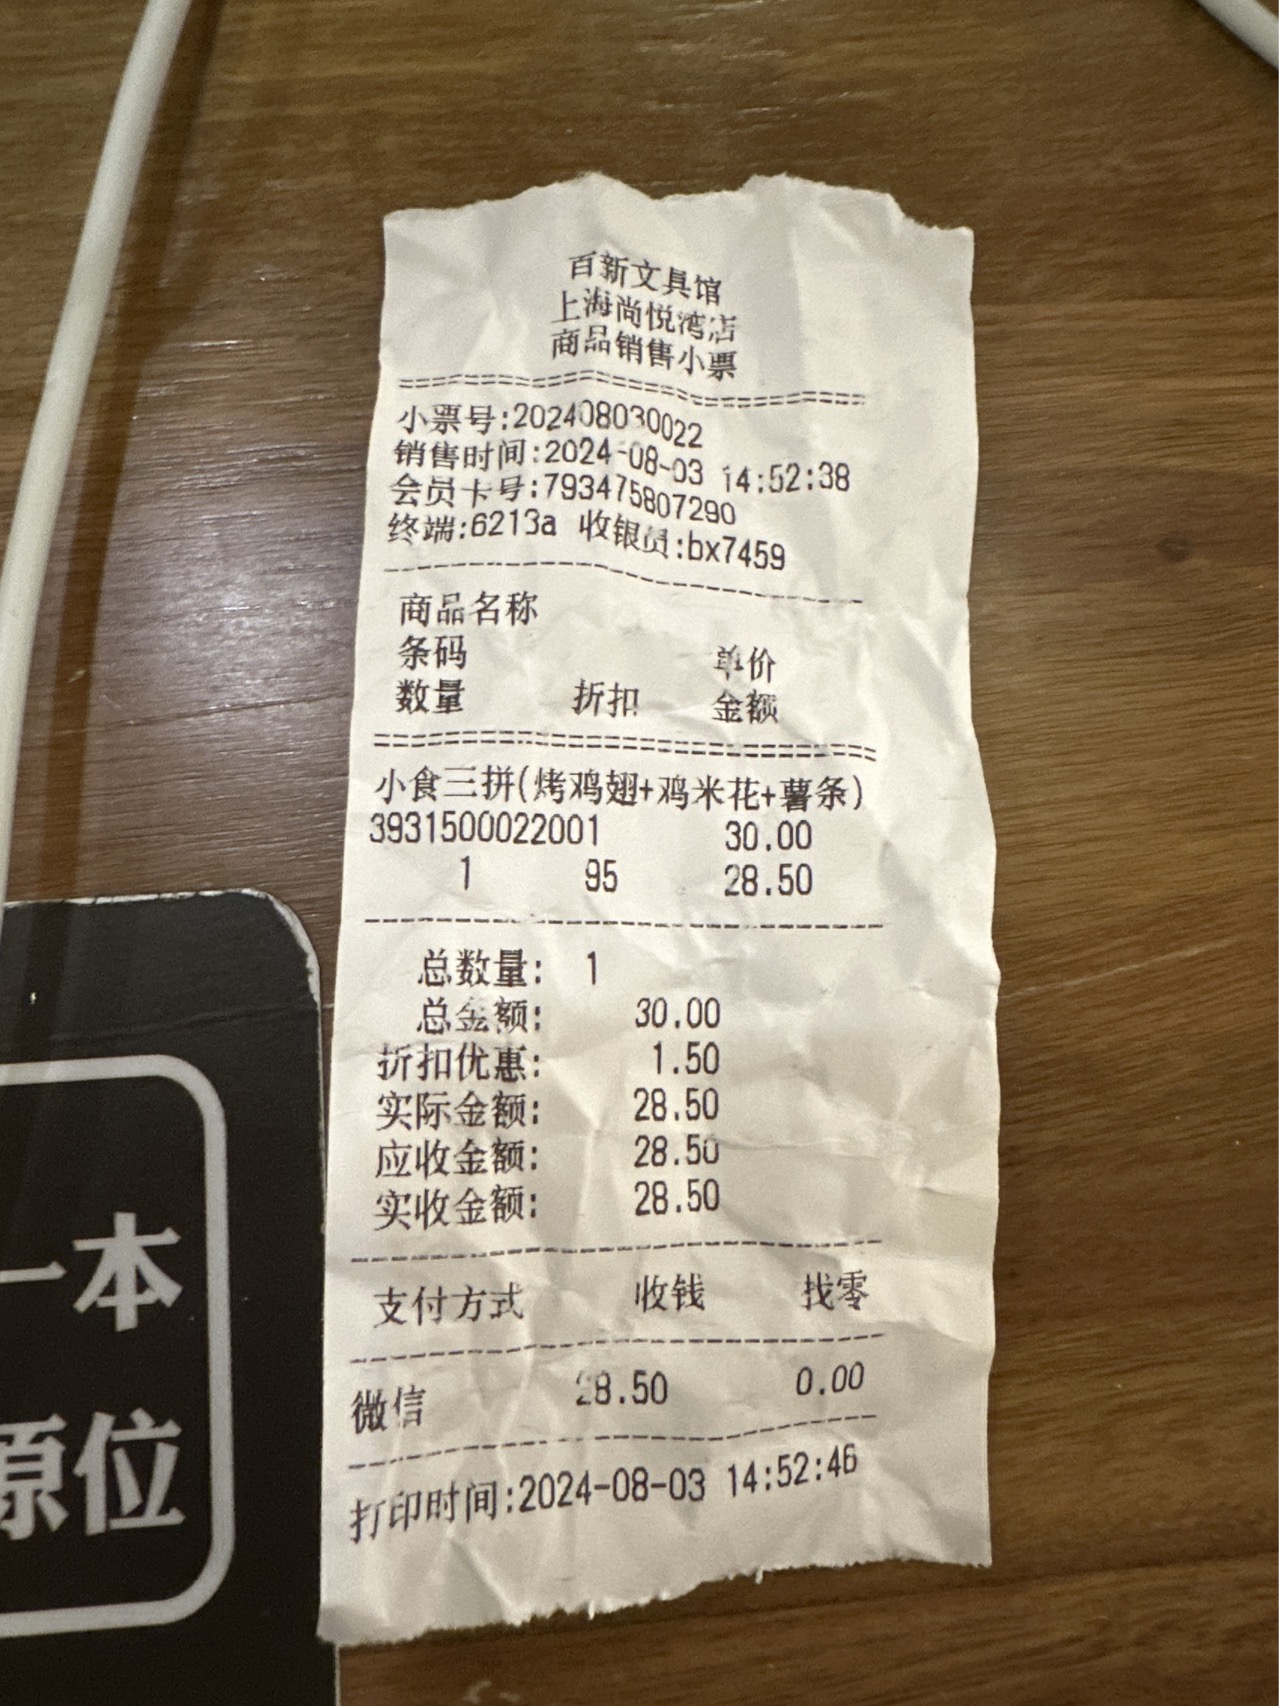 百新文具馆
上海尚悦湾店
商品销售小票
==============================
小票号:202408030022
销售时间:2024-08-03 14:52:38
会员卡号:793475807290
终端:6213a 收银员:bx7459
------------------------------
商品名称
条码 单价
数量 折扣 金额
==============================
小食三拼(烤鸡翅+鸡米花+薯条)
3931500022001 30.00
1 95 28.50
------------------------------
总数量: 1
总金额: 30.00
折扣优惠: 1.50
实际金额: 28.50
应收金额: 28.50
实收金额: 28.50
------------------------------
支付方式 收钱 找零
------------------------------
微信 28.50 0.00
------------------------------
打印时间:2024-08-03 14:52:46
一本
原位